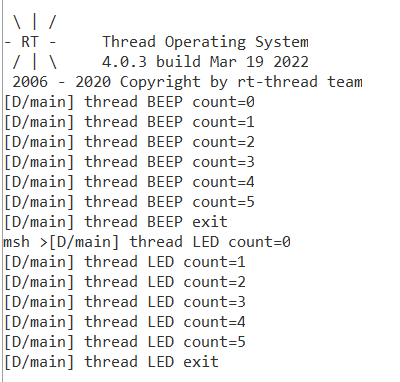 \ | /
- RT -     Thread Operating System
 / | \     4.0.3 build Mar 19 2022
 2006 - 2020 Copyright by rt-thread team
[D/main] thread BEEP count=0
[D/main] thread BEEP count=1
[D/main] thread BEEP count=2
[D/main] thread BEEP count=3
[D/main] thread BEEP count=4
[D/main] thread BEEP count=5
[D/main] thread BEEP exit
msh >[D/main] thread LED count=0
[D/main] thread LED count=1
[D/main] thread LED count=2
[D/main] thread LED count=3
[D/main] thread LED count=4
[D/main] thread LED count=5
[D/main] thread LED exit